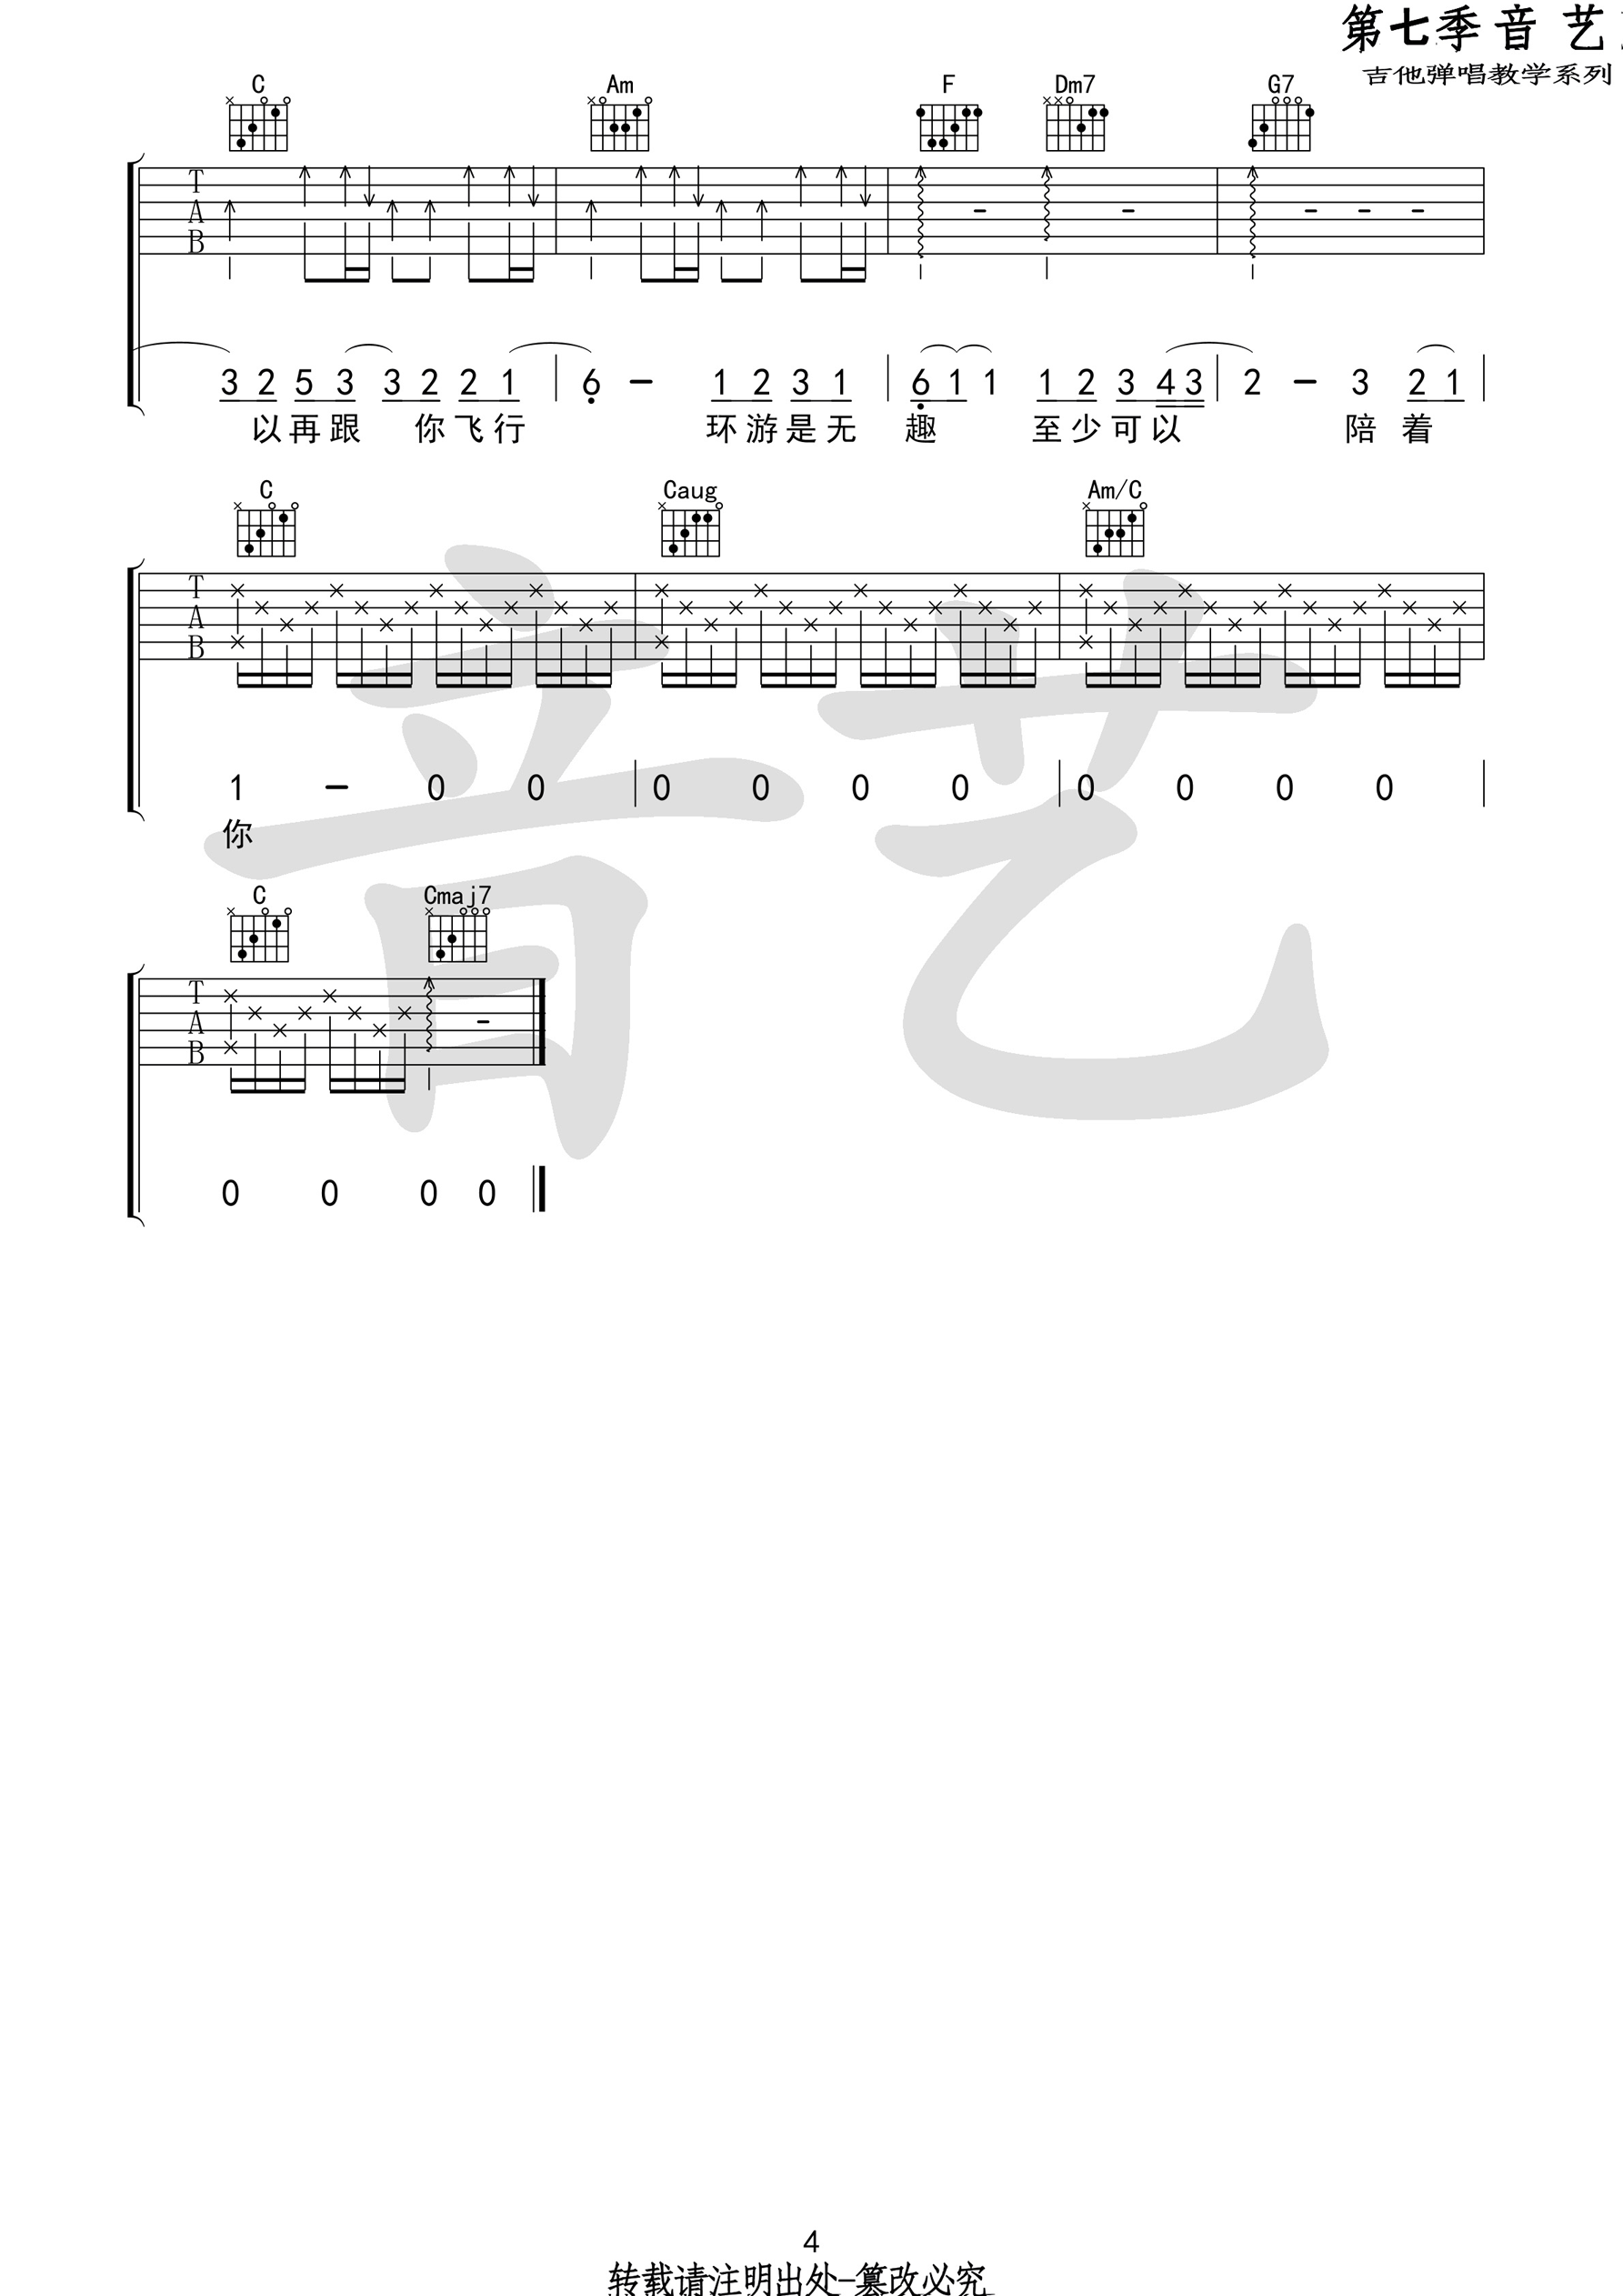 第七季 音 艺
吉他弹唱教学系列
C Am F Dm7 G7
T
A
B
3 2 5 3 3 2 2 1 6 - 1 2 3 1 6 1 1 1 2 3 4 3 2 - 3 2 1
以 再 跟 你 飞 行 环 游 是 无 趣 至 少 可 以 陪 着
C Caug Am/C
T
A
B
1 - 0 0 0 0 0 0 0 0 0 0
你
音艺
C Cmaj7
T
A
B
0 0 0 0
4
转载请注明出处-篡改必究